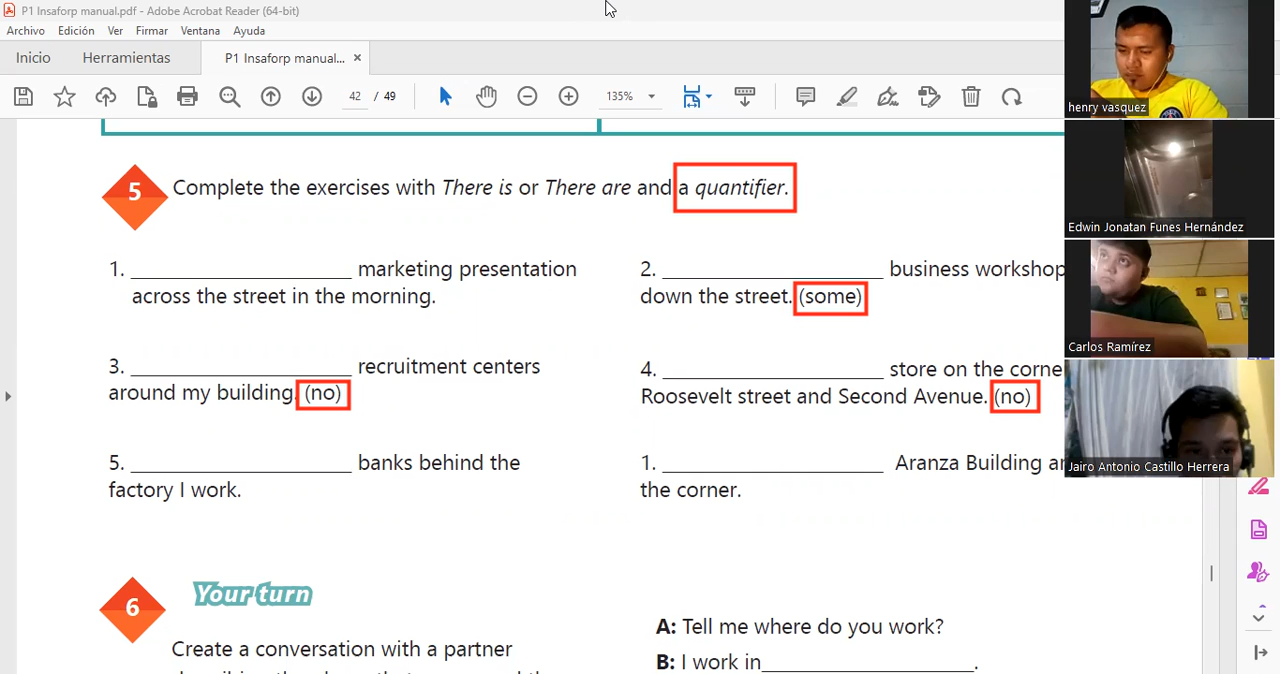 P1 Insaforp manual.pdf - Adobe Acrobat Reader (64-bit)
Archivo Edición Ver Firmar Ventana Ayuda
Inicio Herramientas P1 Insaforp manual... ×
42 / 49 135%
5 Complete the exercises with There is or There are and a quantifier.
1. ____________________ marketing presentation
across the street in the morning.
2. ____________________ business workshop
down the street. (some)
3. ____________________ recruitment centers
around my building. (no)
4. ____________________ store on the corne
Roosevelt street and Second Avenue. (no)
5. ____________________ banks behind the
factory I work.
1. ____________________ Aranza Building ar
the corner.
6 Your turn
Create a conversation with a partner
A: Tell me where do you work?
B: I work in____________________.
henry vasquez
Edwin Jonatan Funes Hernández
Carlos Ramírez
Jairo Antonio Castillo Herrera